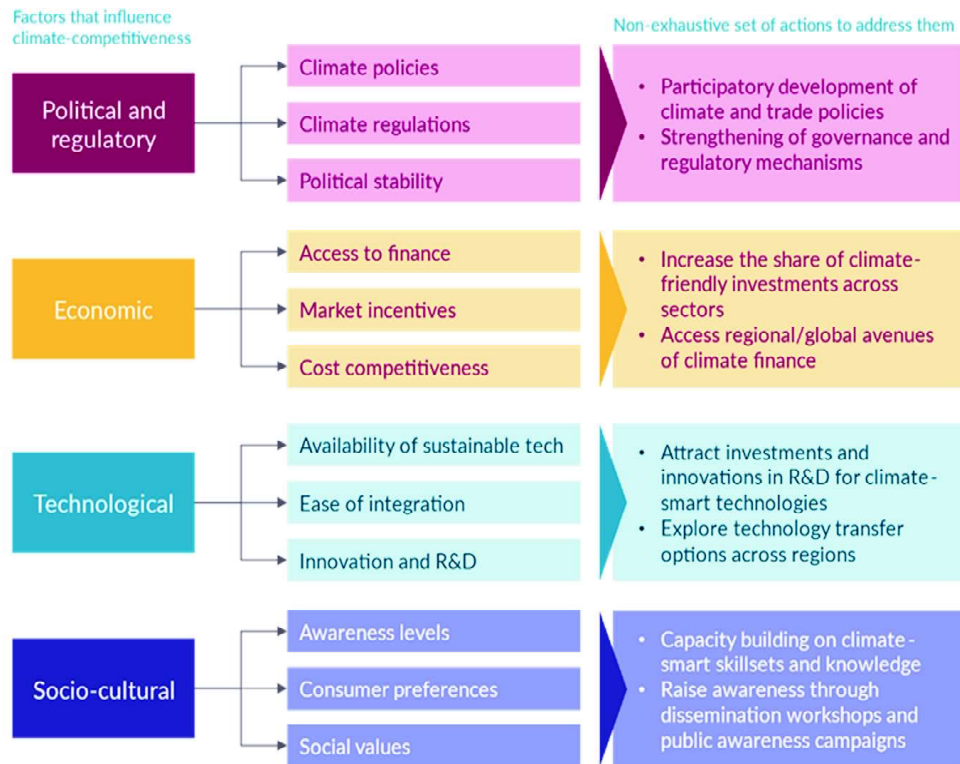 Factors that influence
climate-competitiveness
Non-exhaustive set of actions to address them
Political and
regulatory
Climate policies
Climate regulations
Political stability
• Participatory development of
climate and trade policies
• Strengthening of governance and
regulatory mechanisms
Economic
Access to finance
Market incentives
Cost competitiveness
• Increase the share of climate-
friendly investments across
sectors
• Access regional/global avenues
of climate finance
Technological
Availability of sustainable tech
Ease of integration
Innovation and R&D
• Attract investments and
innovations in R&D for climate-
smart technologies
• Explore technology transfer
options across regions
Socio-cultural
Awareness levels
Consumer preferences
Social values
• Capacity building on climate-
smart skillsets and knowledge
• Raise awareness through
dissemination workshops and
public awareness campaigns